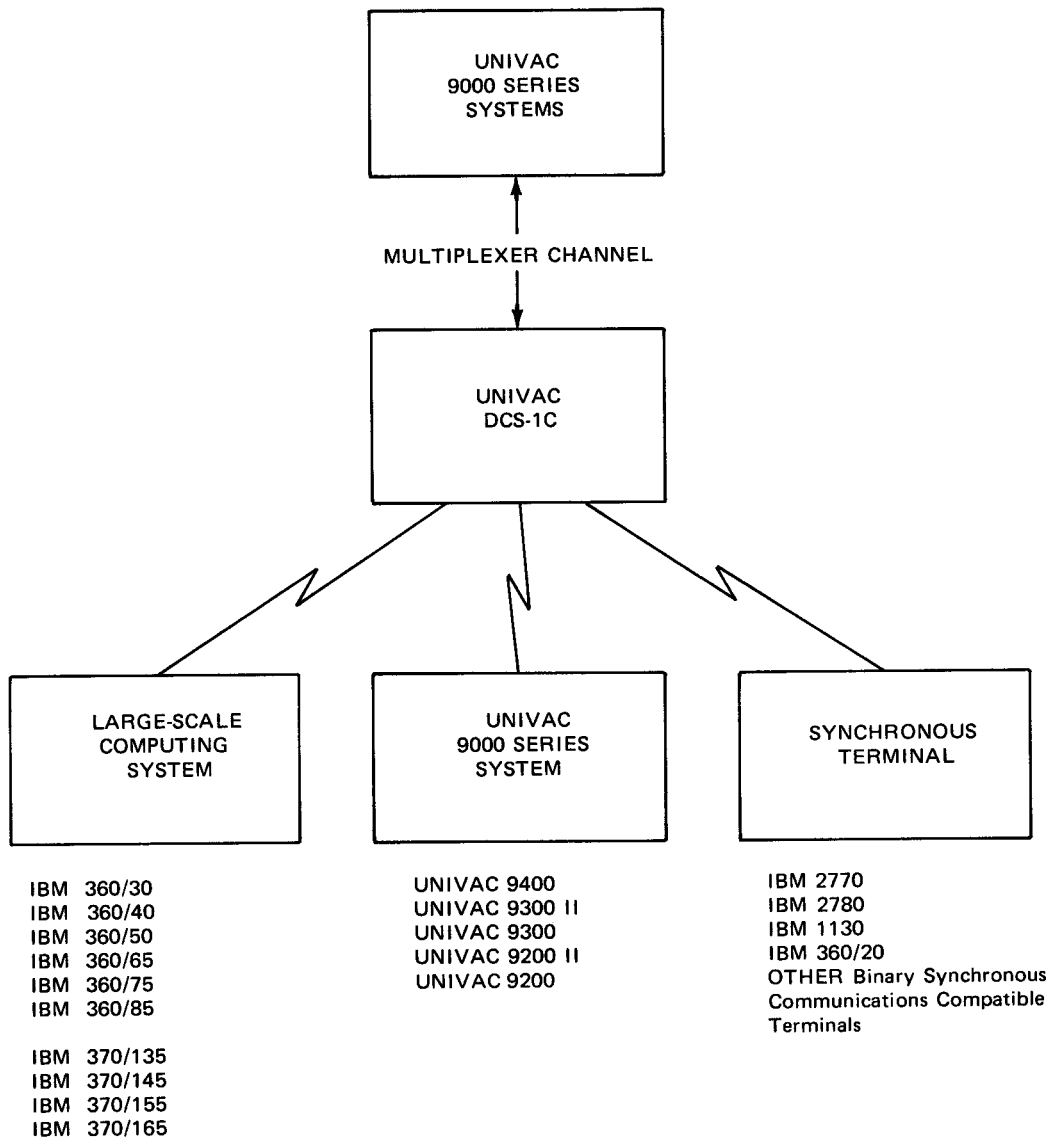 UNIVAC
9000 SERIES
SYSTEMS
MULTIPLEXER CHANNEL
UNIVAC
DCS-1C
LARGE-SCALE
COMPUTING
SYSTEM
UNIVAC
9000 SERIES
SYSTEM
SYNCHRONOUS
TERMINAL
IBM 360/30
IBM 360/40
IBM 360/50
IBM 360/65
IBM 360/75
IBM 360/85
IBM 370/135
IBM 370/145
IBM 370/155
IBM 370/165
UNIVAC 9400
UNIVAC 9300 II
UNIVAC 9300
UNIVAC 9200 II
UNIVAC 9200
IBM 2770
IBM 2780
IBM 1130
IBM 360/20
OTHER Binary Synchronous
Communications Compatible
Terminals